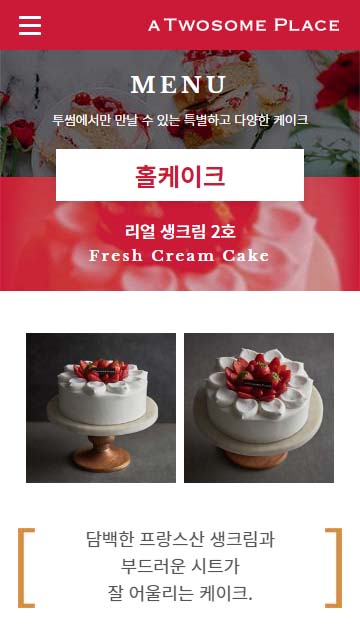 A TWOSOME PLACE
MENU
투썸에서만 만날 수 있는 특별하고 다양한 케이크
홀케이크
리얼 생크림 2호
Fresh Cream Cake
담백한 프랑스산 생크림과
부드러운 시트가
잘 어울리는 케이크.